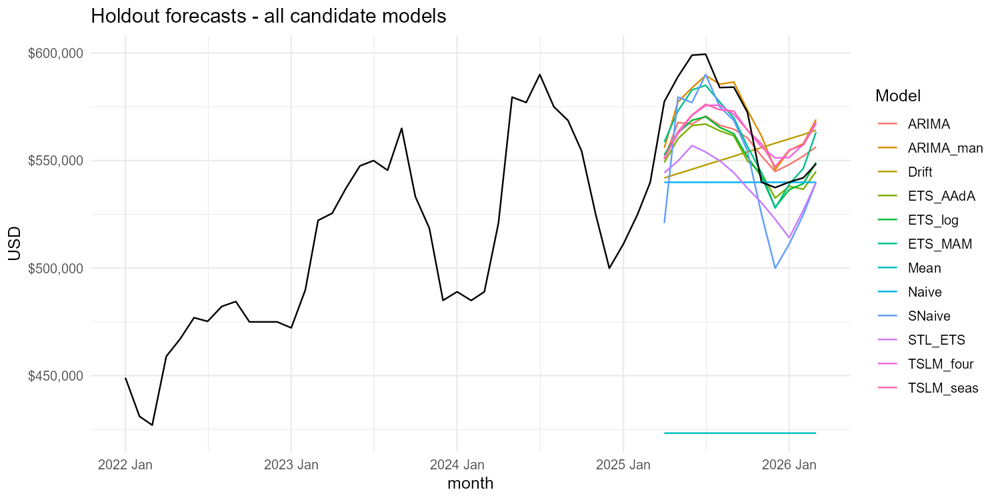 Holdout forecasts - all candidate models
$600,000
$550,000
$500,000
$450,000
USD
2022 Jan
2023 Jan
2024 Jan
2025 Jan
2026 Jan
month
Model
ARIMA
ARIMA_man
Drift
ETS_AAdA
ETS_log
ETS_MAM
Mean
Naive
SNaive
STL_ETS
TSLM_four
TSLM_seas